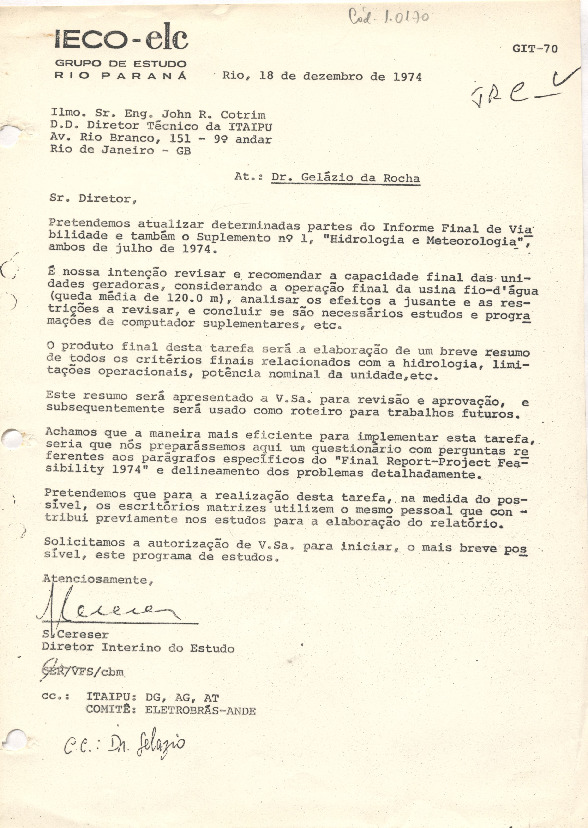 Cód. 1.0170
IECO-elc
GRUPO DE ESTUDO
RIO PARANÁ
GIT-70
Rio, 18 de dezembro de 1974
JRC
Ilmo. Sr. Eng. John R. Cotrim
D.D. Diretor Técnico da ITAIPU
Av. Rio Branco, 151 - 9º andar
Rio de Janeiro - GB
At.: Dr. Gelázio da Rocha
Sr. Diretor,
Pretendemos atualizar determinadas partes do Informe Final de Via
bilidade e também o Suplemento nº 1, "Hidrologia e Meteorologia",
ambos de julho de 1974.
É nossa intenção revisar e recomendar a capacidade final das uni-
dades geradoras, considerando a operação final da usina fio-d'água
(queda média de 120.0 m), analisar os efeitos a jusante e as res-
trições a revisar, e concluir se são necessários estudos e progra
mações de computador suplementares, etc.
O produto final desta tarefa será a elaboração de um breve resumo
de todos os critérios finais relacionados com a hidrologia, limi-
tações operacionais, potência nominal da unidade, etc.
Este resumo será apresentado a V.Sa. para revisão e aprovação, e
subsequentemente será usado como roteiro para trabalhos futuros.
Achamos que a maneira mais eficiente para implementar esta tarefa,
seria que nós preparássemos aqui um questionário com perguntas re
ferentes aos parágrafos específicos do "Final Report-Project Fea-
sibility 1974" e delineamento dos problemas detalhadamente.
Pretendemos que para a realização desta tarefa, na medida do pos-
sível, os escritórios matrizes utilizem o mesmo pessoal que con -
tribui previamente nos estudos para a elaboração do relatório.
Solicitamos a autorização de V.Sa. para iniciar, o mais breve pos
sível, este programa de estudos.
Atenciosamente,
S.Cereser
Diretor Interino do Estudo
SER/VFS/cbm
cc.: ITAIPU: DG, AG, AT
COMITÊ: ELETROBRÁS-ANDE
c.c.: Dr. Gelazio